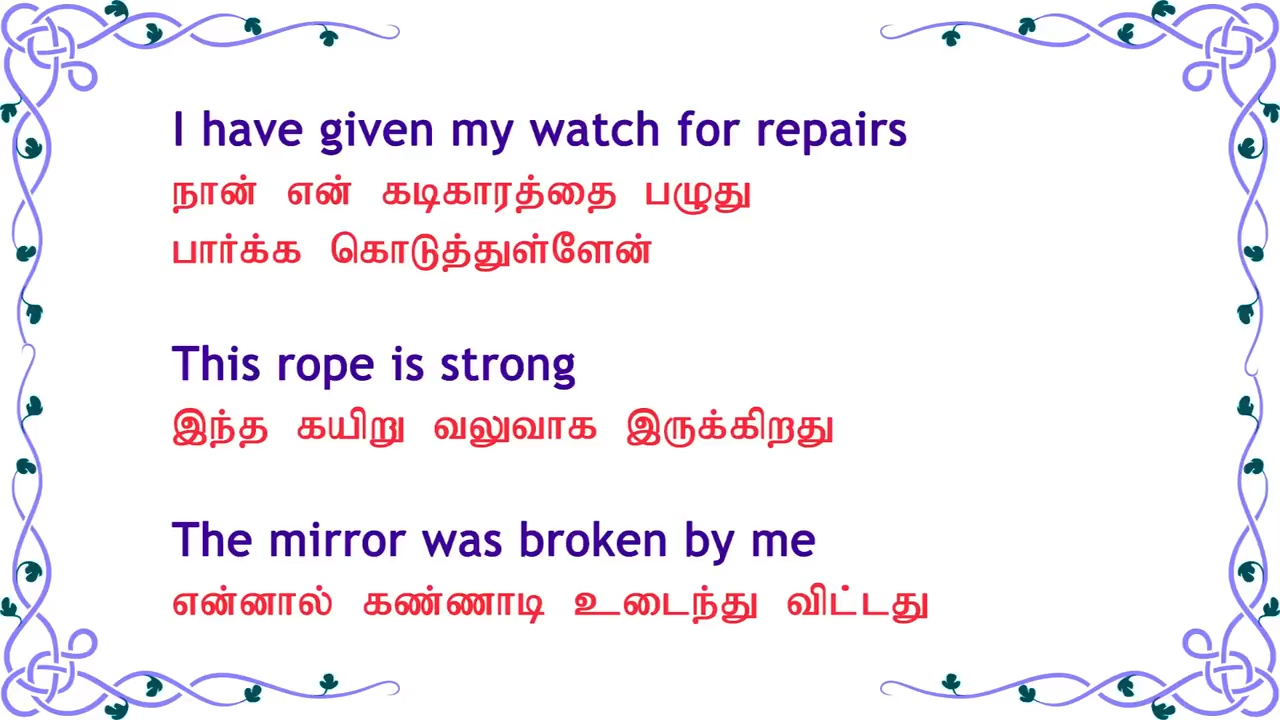 I have given my watch for repairs
நான் என் கடிகாரத்தை பழுது
பார்க்க கொடுத்துள்ளேன்
This rope is strong
இந்த கயிறு வலுவாக இருக்கிறது
The mirror was broken by me
என்னால் கண்ணாடி உடைந்து விட்டது